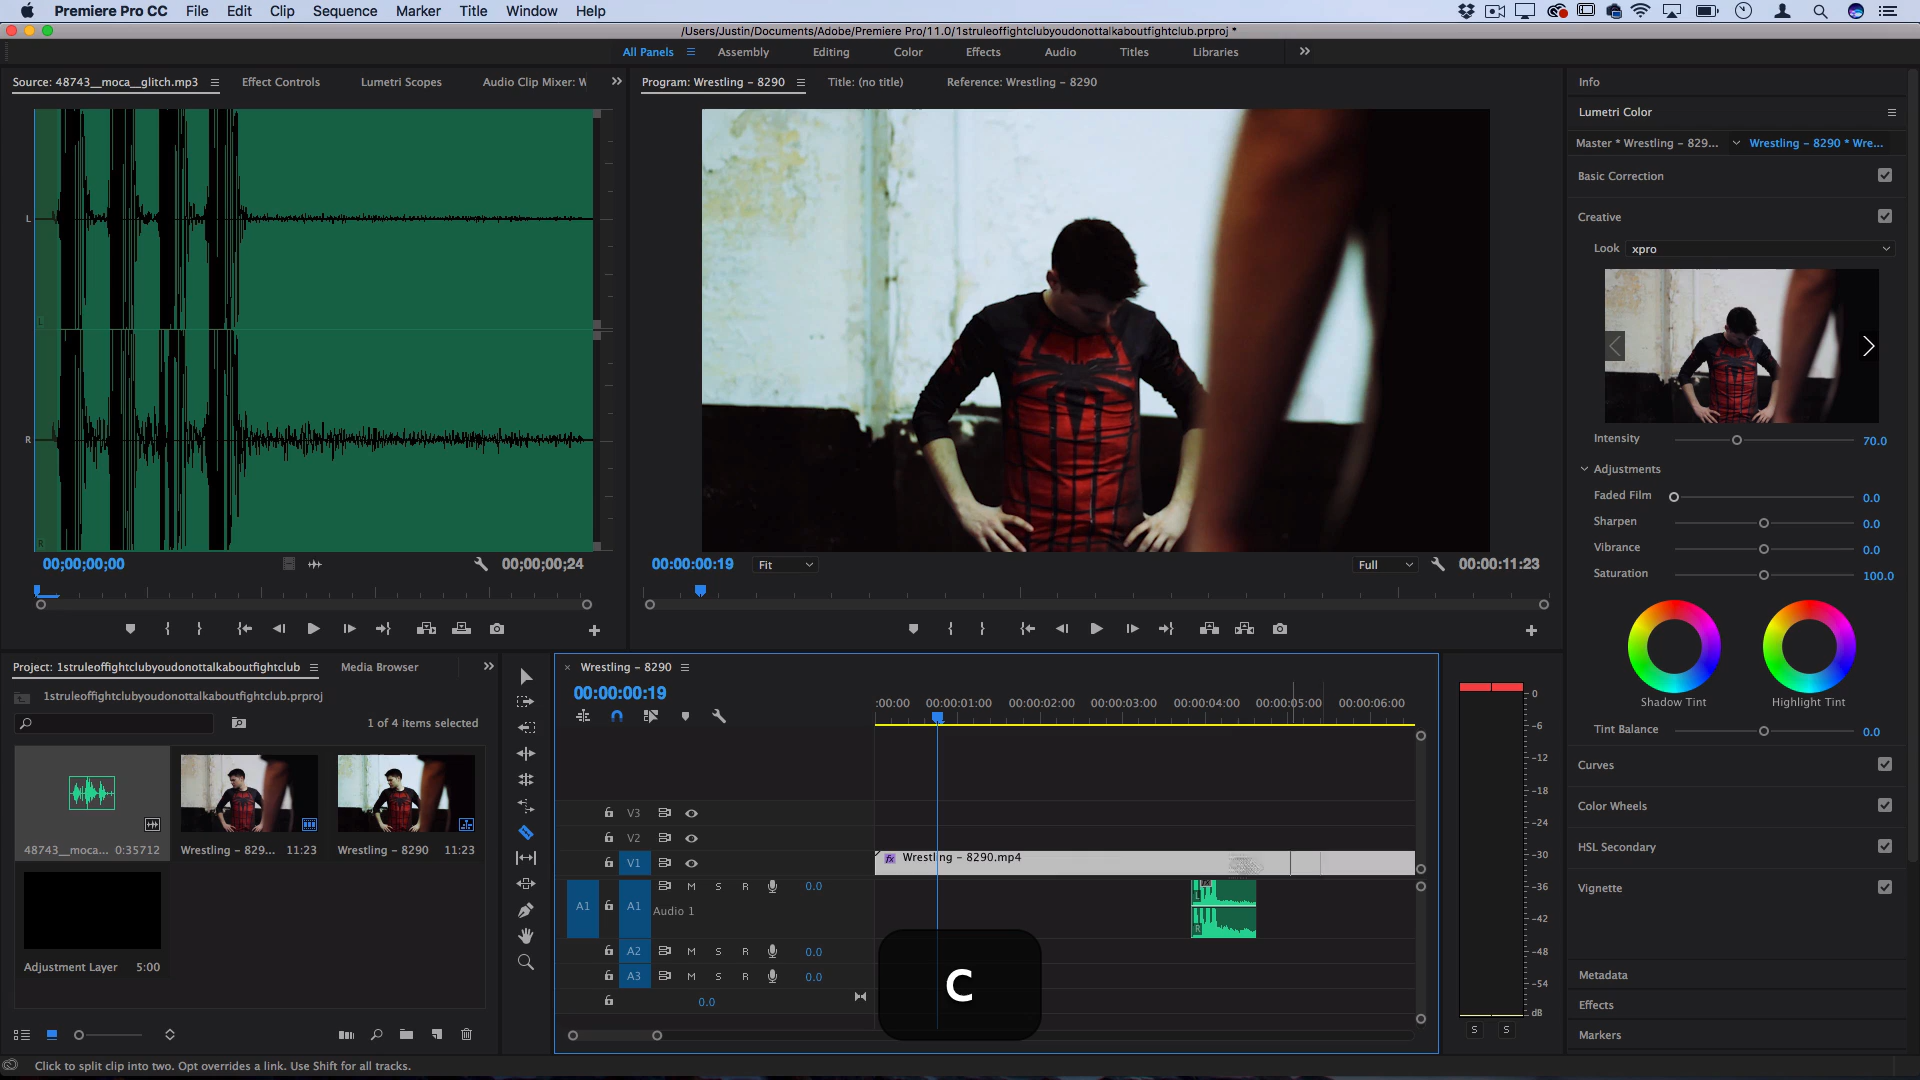 Premiere Pro CC File Edit Clip Sequence Marker Title Window Help
/Users/Justin/Documents/Adobe/Premiere Pro/11.0/1struleoffightclubyoudonottalkaboutfightclub.prproj *
All Panels Assembly Editing Color Effects Audio Titles Libraries
Source: 48743__moca__glitch.mp3 Effect Controls Lumetri Scopes Audio Clip Mixer: W
Program: Wrestling - 8290 Title: (no title) Reference: Wrestling - 8290
Info
Lumetri Color
Master * Wrestling - 829... Wrestling - 8290 * Wre...
Basic Correction
Creative
Look xpro
Intensity 70.0
Adjustments
Faded Film 0.0
Sharpen 0.0
Vibrance 0.0
Saturation 100.0
Shadow Tint Highlight Tint
Tint Balance 0.0
Curves
Color Wheels
HSL Secondary
Vignette
Metadata
Effects
Markers
L
R
L
R
00;00;00;00 00;00;00;24
00:00:00:19 Fit Full 00:00:11:23
Project: 1struleoffightclubyoudonottalkaboutfightclub Media Browser
1struleoffightclubyoudonottalkaboutfightclub.prproj
1 of 4 items selected
48743__moca... 0:35712
Wrestling - 829... 11:23
Wrestling - 8290 11:23
Adjustment Layer 5:00
× Wrestling - 8290
00:00:00:19
:00:00 00:00:01:00 00:00:02:00 00:00:03:00 00:00:04:00 00:00:05:00 00:00:06:00
V3
V2
V1 fx Wrestling - 8290.mp4
A1 A1 M S R 0.0
Audio 1
L
R
A2 M S R 0.0
A3 M S R 0.0
0.0
C
0
-6
-12
-18
-24
-30
-36
-42
-48
-54
dB
S S
Click to split clip into two. Opt overrides a link. Use Shift for all tracks.